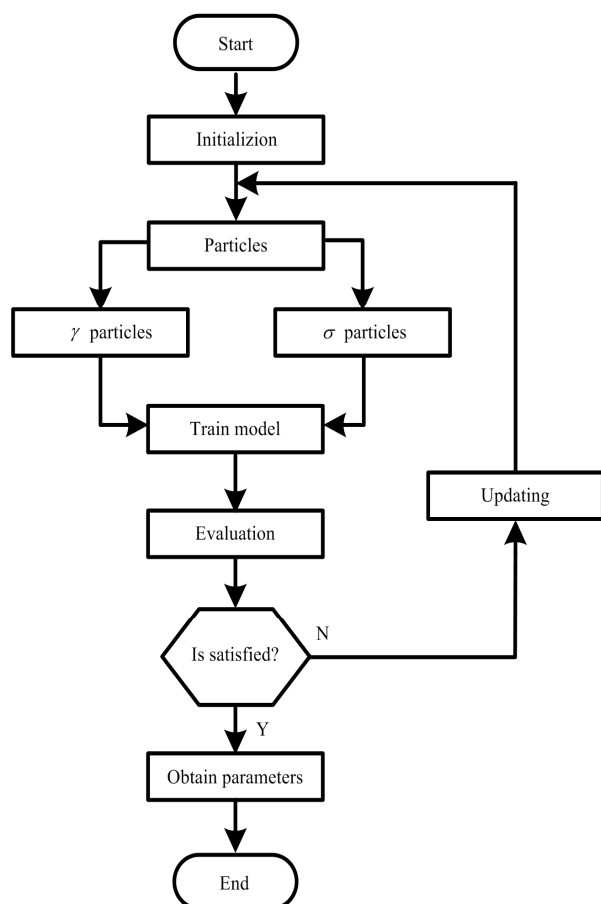 Start
Initializion
Particles
γ particles
σ particles
Train model
Updating
Evaluation
Is satisfied?
N
Y
Obtain parameters
End